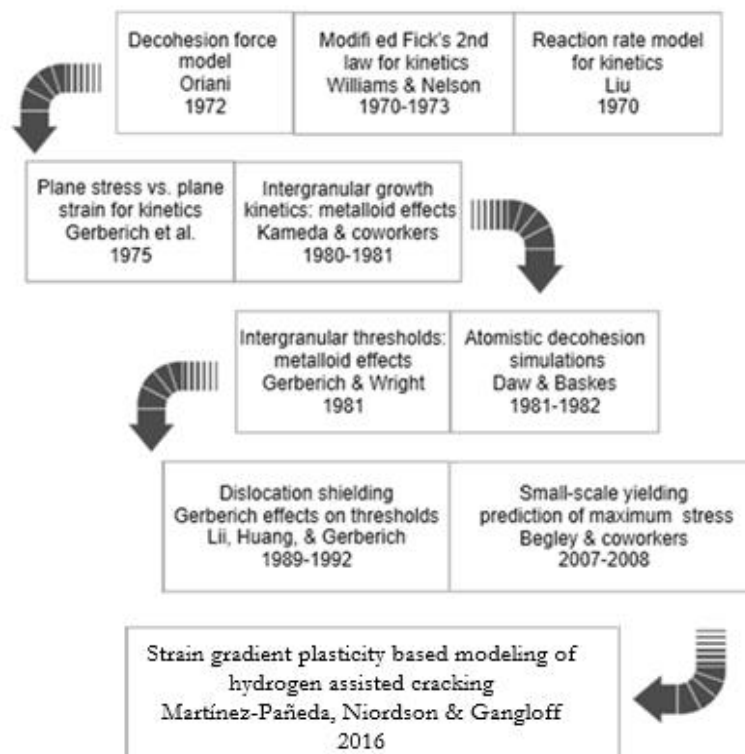 Decohesion force
model
Oriani
1972
Modifi ed Fick's 2nd
law for kinetics
Williams & Nelson
1970-1973
Reaction rate model
for kinetics
Liu
1970
Plane stress vs. plane
strain for kinetics
Gerberich et al.
1975
Intergranular growth
kinetics: metalloid effects
Kameda & coworkers
1980-1981
Intergranular thresholds:
metalloid effects
Gerberich & Wright
1981
Atomistic decohesion
simulations
Daw & Baskes
1981-1982
Dislocation shielding
Gerberich effects on thresholds
Lii, Huang, & Gerberich
1989-1992
Small-scale yielding
prediction of maximum stress
Begley & coworkers
2007-2008
Strain gradient plasticity based modeling of
hydrogen assisted cracking
Martínez-Pañeda, Niordson & Gangloff
2016